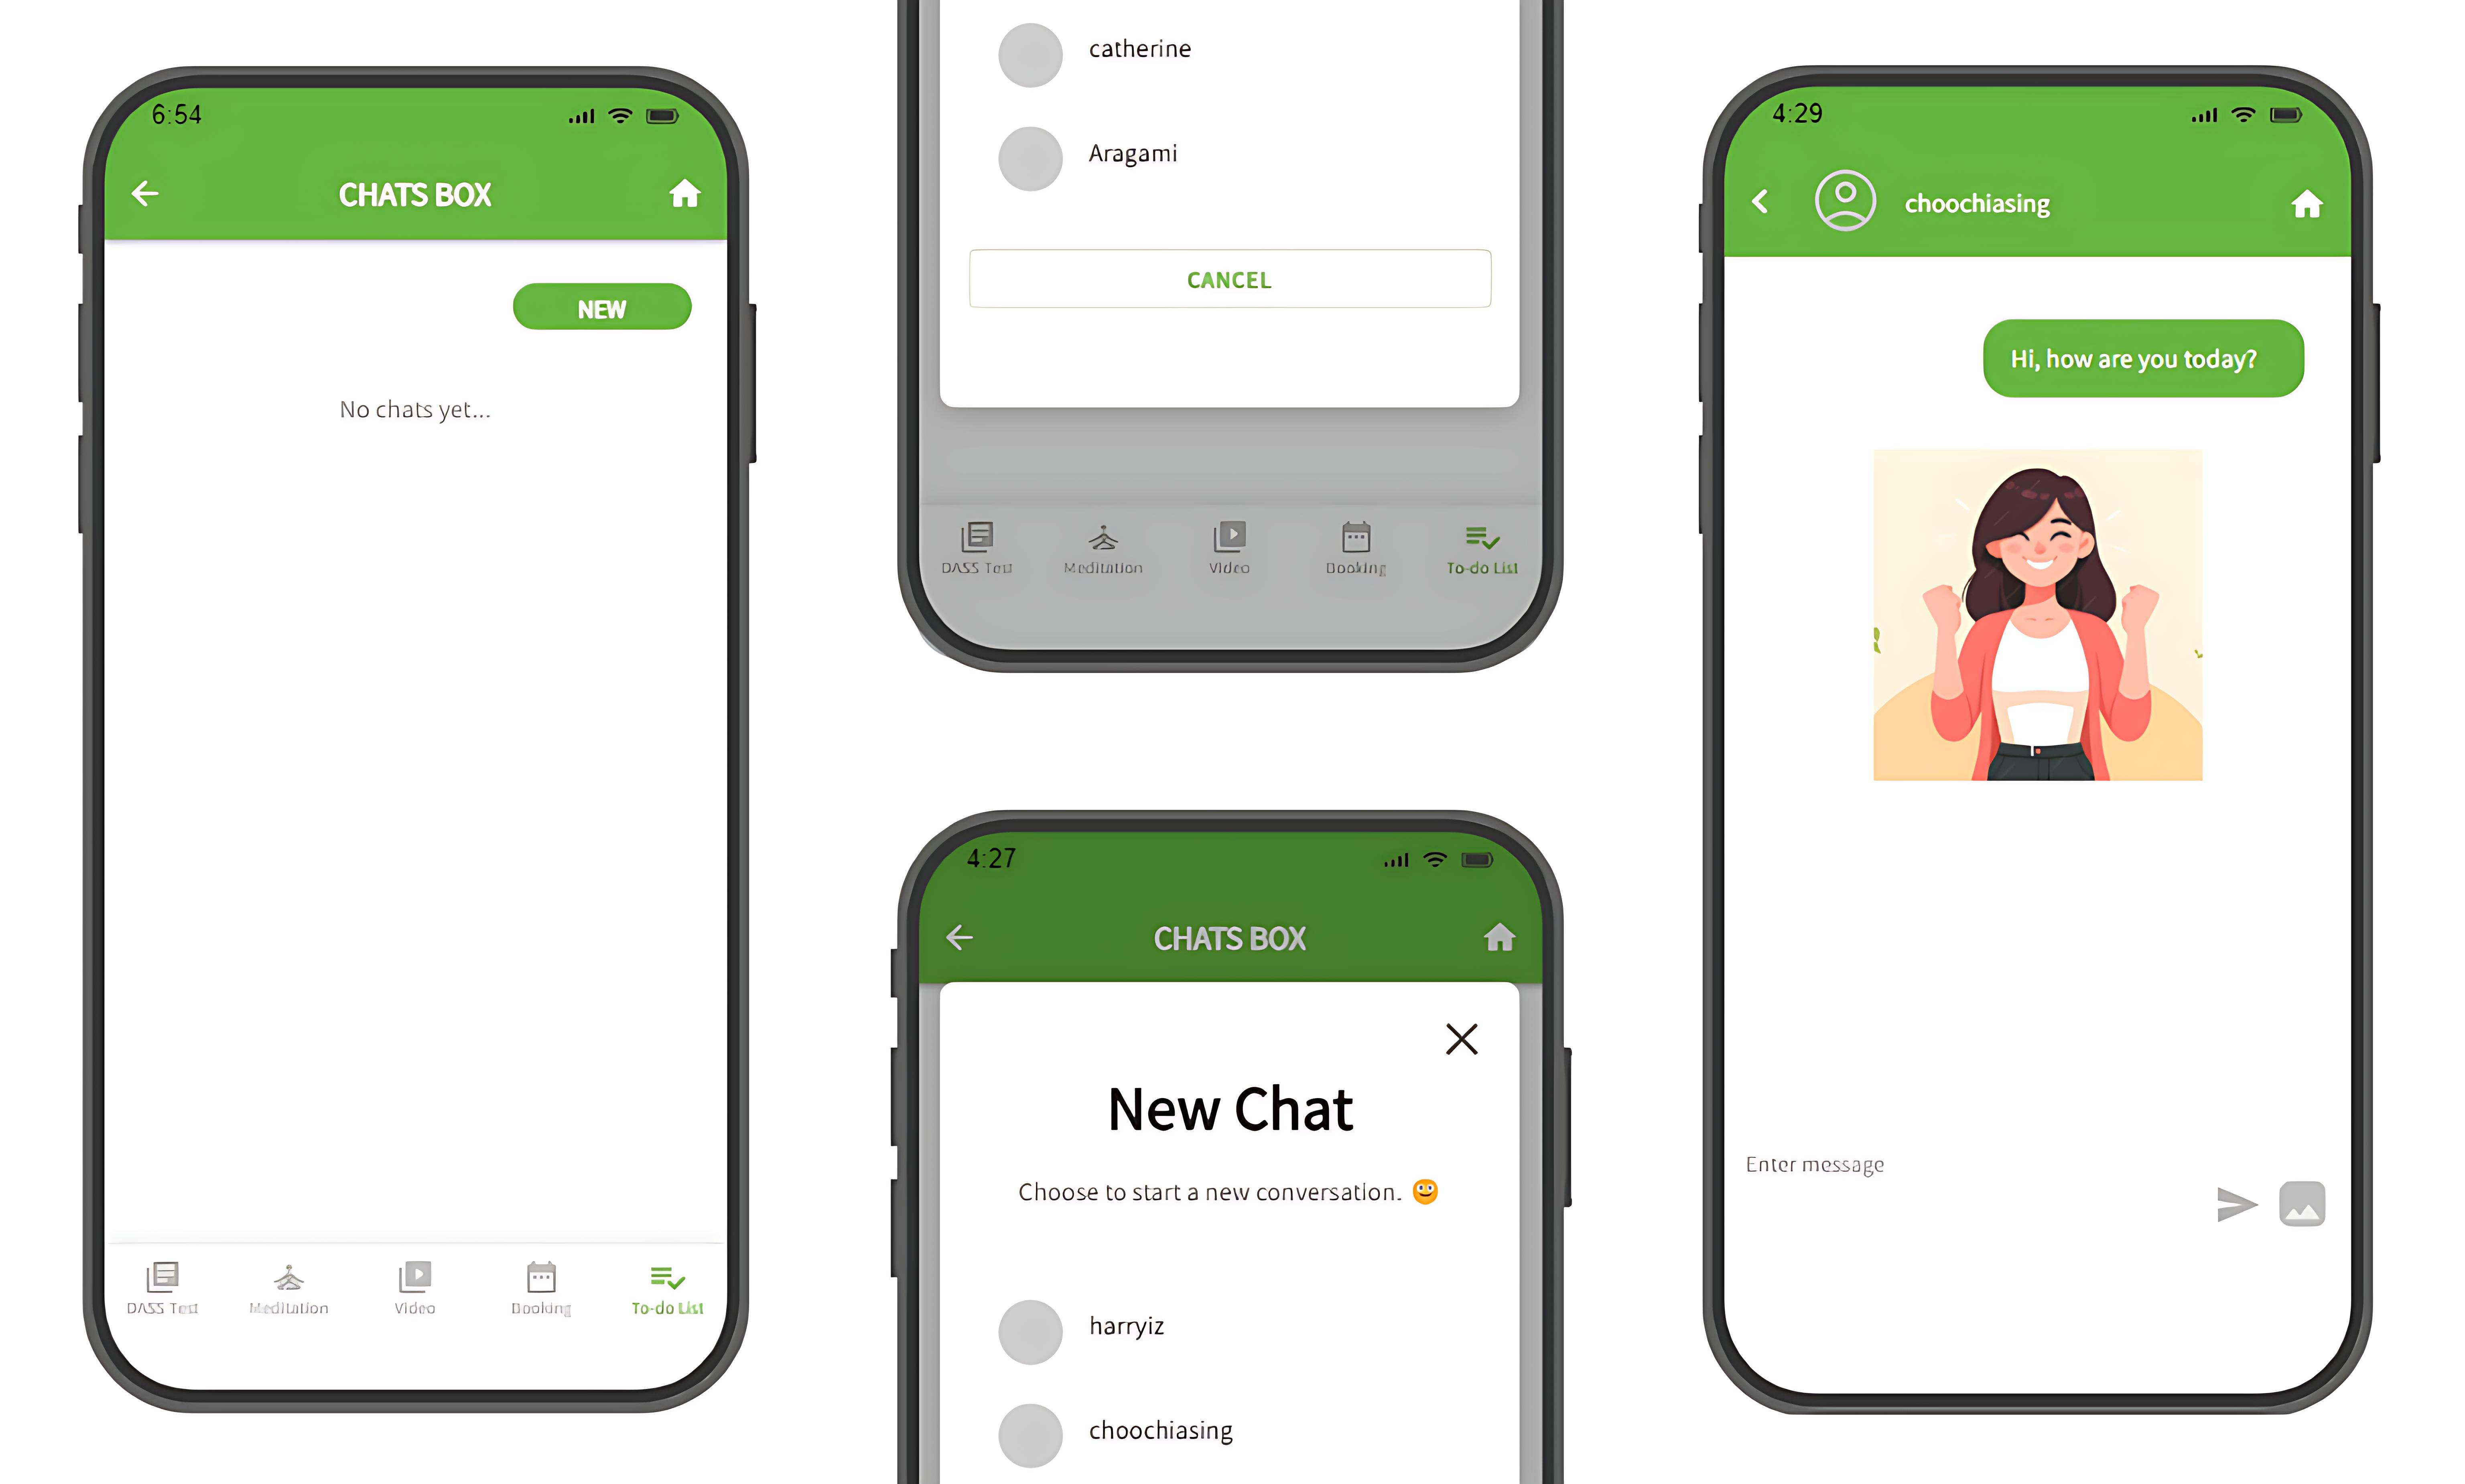 6:54
CHATS BOX
NEW
No chats yet...
DASS Test
Meditation
Video
Booking
To-do List
catherine
Aragami
CANCEL
DASS Test
Meditation
Video
Booking
To-do List
4:27
CHATS BOX
New Chat
Choose to start a new conversation. 🙂
harryiz
choochiasing
4:29
choochiasing
Hi, how are you today?
Enter message